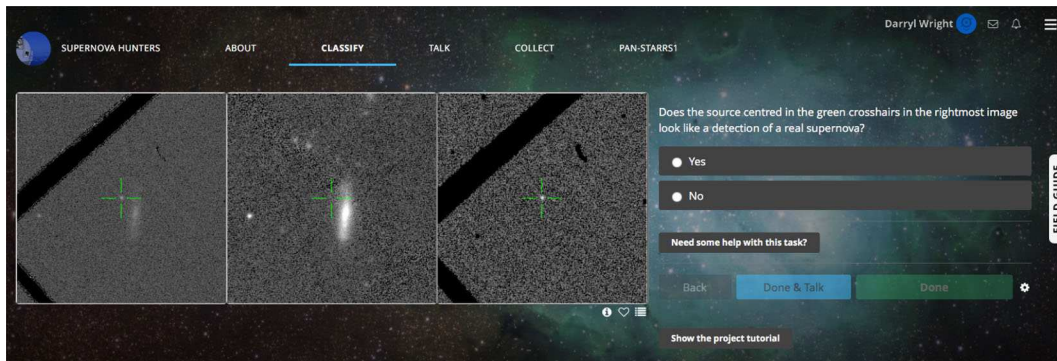 Darryl Wright
SUPERNOVA HUNTERS ABOUT CLASSIFY TALK COLLECT PAN-STARRS1
Does the source centred in the green crosshairs in the rightmost image
look like a detection of a real supernova?
Yes
No
FIELD GUIDE
Need some help with this task?
Back Done & Talk Done
Show the project tutorial